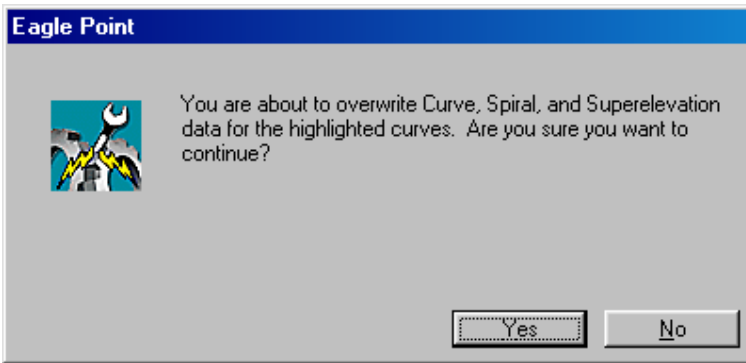 Eagle Point
You are about to overwrite Curve, Spiral, and Superelevation
data for the highlighted curves.  Are you sure you want to
continue?
Yes
No